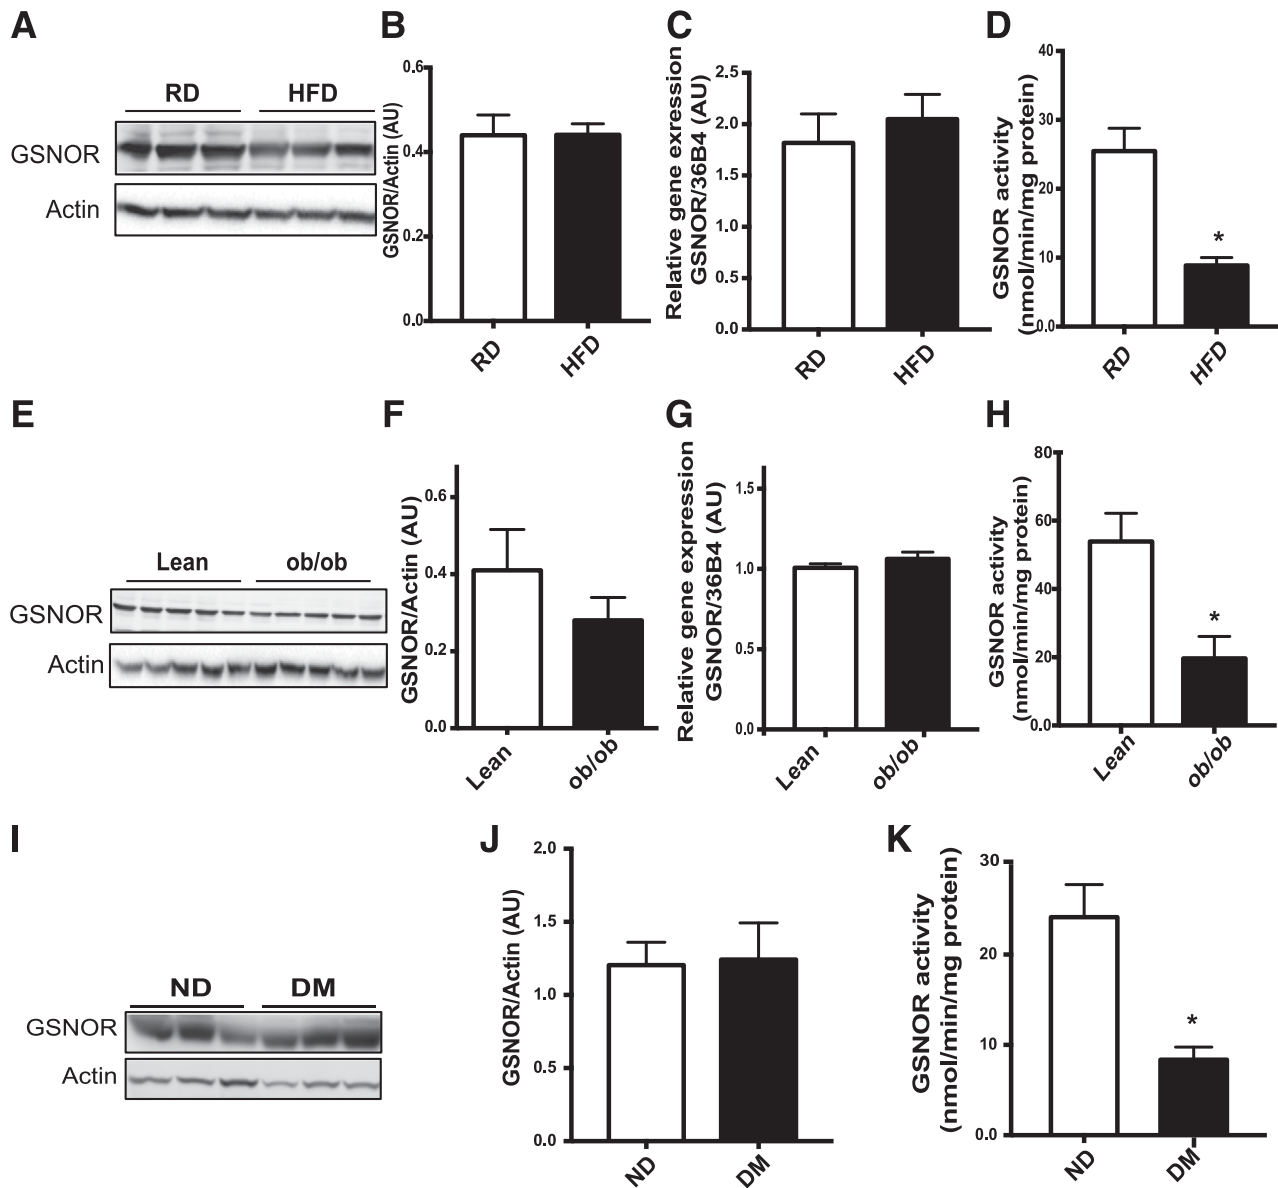 A
RD HFD
GSNOR
Actin
B
GSNOR/Actin (AU)
0.6
0.4
0.2
0.0
RD
HFD
C
Relative gene exression
GSNOR/36B4 (AU)
2.5
2.0
1.5
1.0
0.5
0.0
RD
HFD
D
GSNOR activity
(nmol/min/mg protein)
40
30
20
10
0.0
*
RD
HFD
E
Lean ob/ob
GSNOR
Actin
F
GSNOR/Actin (AU)
0.6
0.4
0.2
0.0
Lean
ob/ob
G
Relative gene expression
GSNOR/36B4 (AU)
1.5
1.0
0.5
0.0
Lean
ob/ob
H
GSNOR activity
(nmol/min/mg protein)
80
60
40
20
0.0
*
Lean
ob/ob
I
ND DM
GSNOR
Actin
J
GSNOR/Actin (AU)
2.0
1.5
1.0
0.5
0.0
ND
DM
K
GSNOR activity
(nmol/min/mg protein)
30
20
10
0.0
*
ND
DM